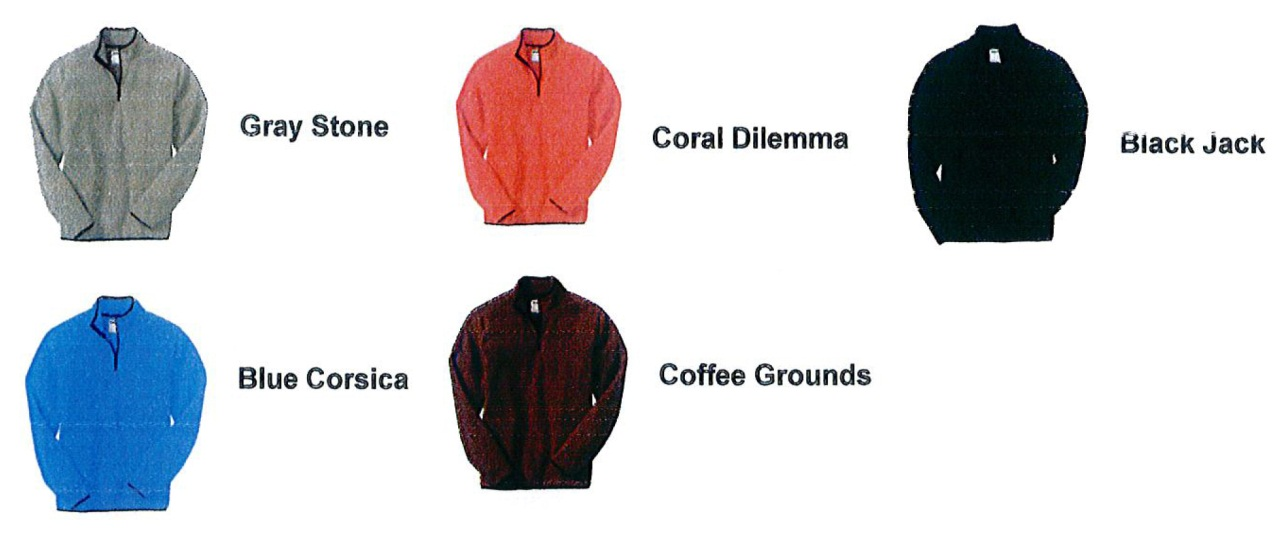 Gray Stone
Coral Dilemma
Black Jack
Blue Corsica
Coffee Grounds